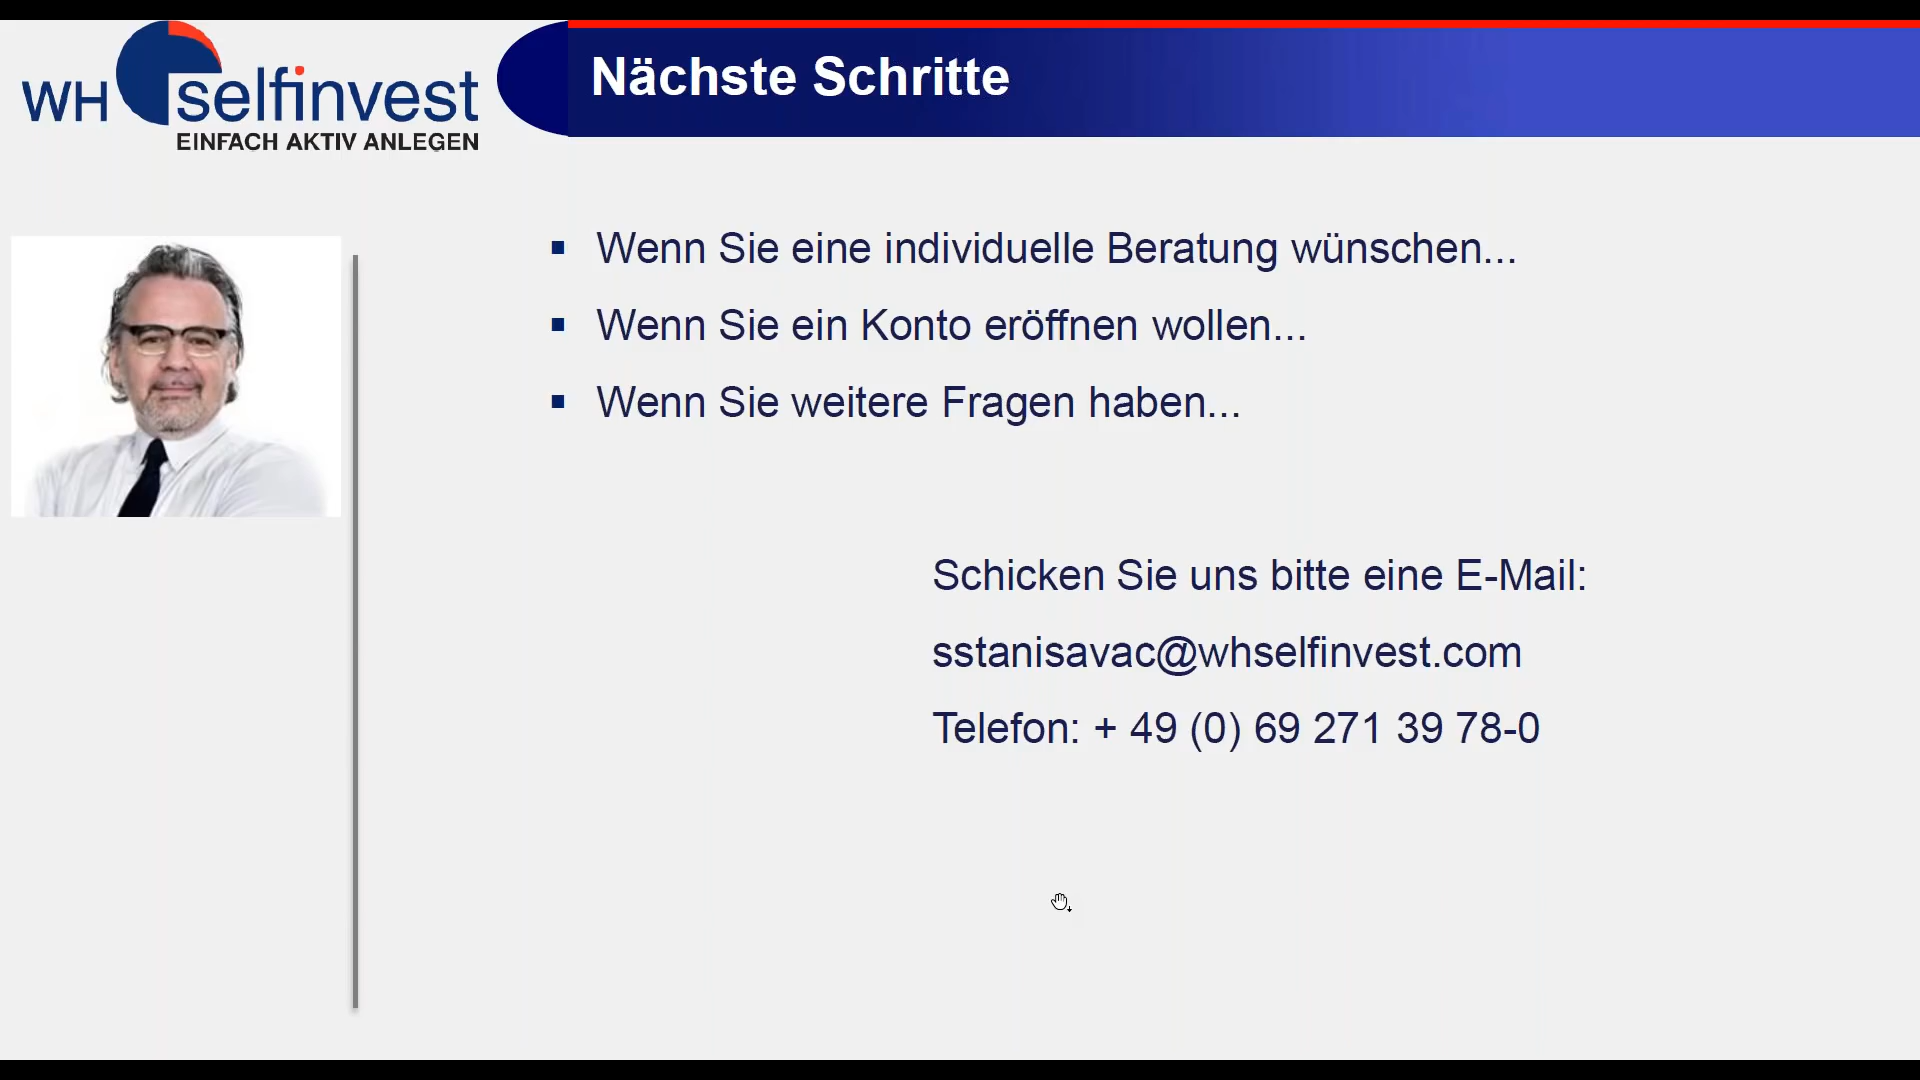 WH selfinvest
EINFACH AKTIV ANLEGEN
Nächste Schritte
Wenn Sie eine individuelle Beratung wünschen...
Wenn Sie ein Konto eröffnen wollen...
Wenn Sie weitere Fragen haben...
Schicken Sie uns bitte eine E-Mail:
sstanisavac@whselfinvest.com
Telefon: + 49 (0) 69 271 39 78-0